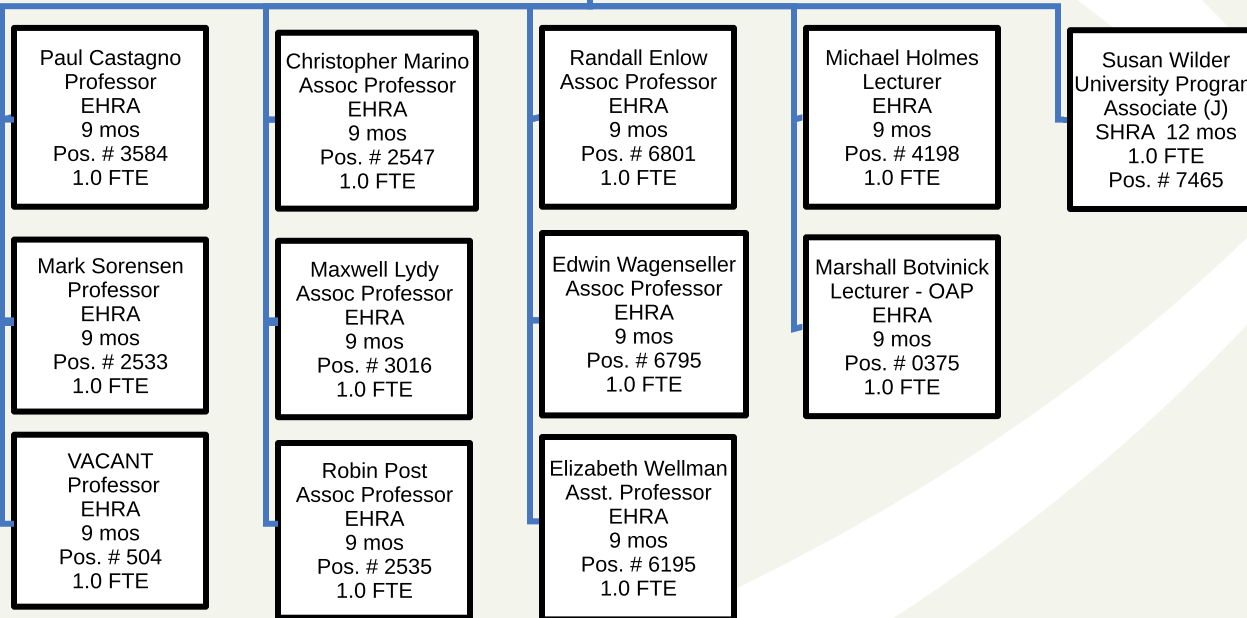 Paul Castagno
Professor
EHRA
9 mos
Pos. # 3584
1.0 FTE
Mark Sorensen
Professor
EHRA
9 mos
Pos. # 2533
1.0 FTE
VACANT
Professor
EHRA
9 mos
Pos. # 504
1.0 FTE
Christopher Marino
Assoc Professor
EHRA
9 mos
Pos. # 2547
1.0 FTE
Maxwell Lydy
Assoc Professor
EHRA
9 mos
Pos. # 3016
1.0 FTE
Robin Post
Assoc Professor
EHRA
9 mos
Pos. # 2535
1.0 FTE
Randall Enlow
Assoc Professor
EHRA
9 mos
Pos. # 6801
1.0 FTE
Edwin Wagenseller
Assoc Professor
EHRA
9 mos
Pos. # 6795
1.0 FTE
Elizabeth Wellman
Asst. Professor
EHRA
9 mos
Pos. # 6195
1.0 FTE
Michael Holmes
Lecturer
EHRA
9 mos
Pos. # 4198
1.0 FTE
Marshall Botvinick
Lecturer - OAP
EHRA
9 mos
Pos. # 0375
1.0 FTE
Susan Wilder
University
Associate (J)
SHRA 12 mos
1.0 FTE
Pos. # 7465